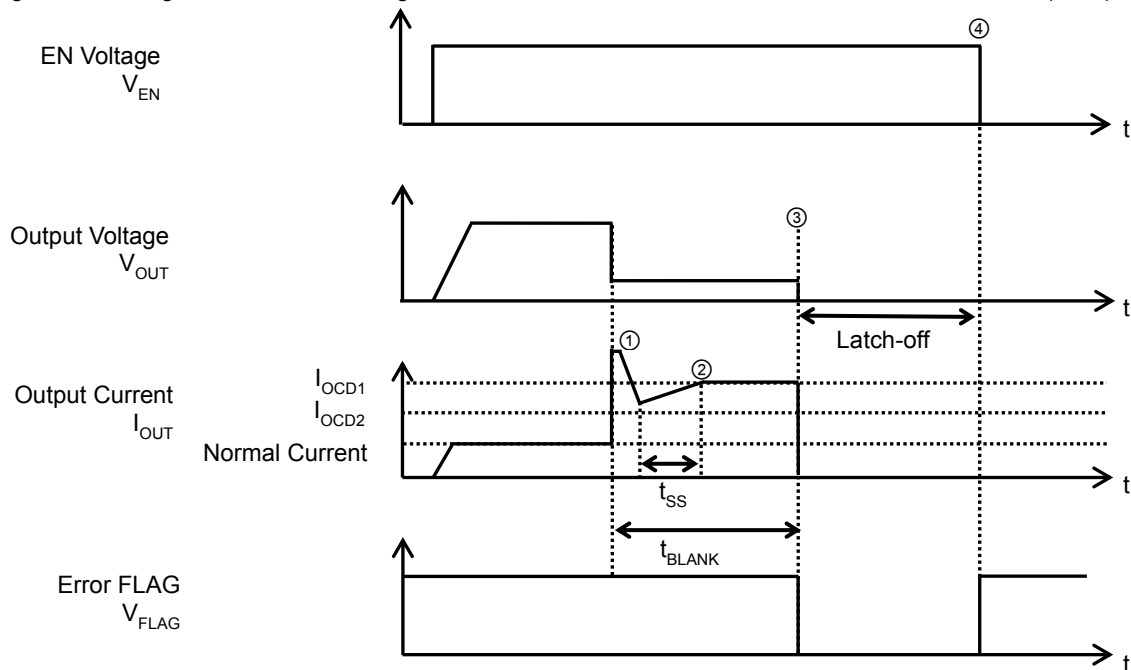 EN Voltage
V_EN
④
t
Output Voltage
V_OUT
③
t
Latch-off
①
②
I_OCD1
Output Current
I_OUT
I_OCD2
Normal Current
t
t_SS
t_BLANK
Error FLAG
V_FLAG
t